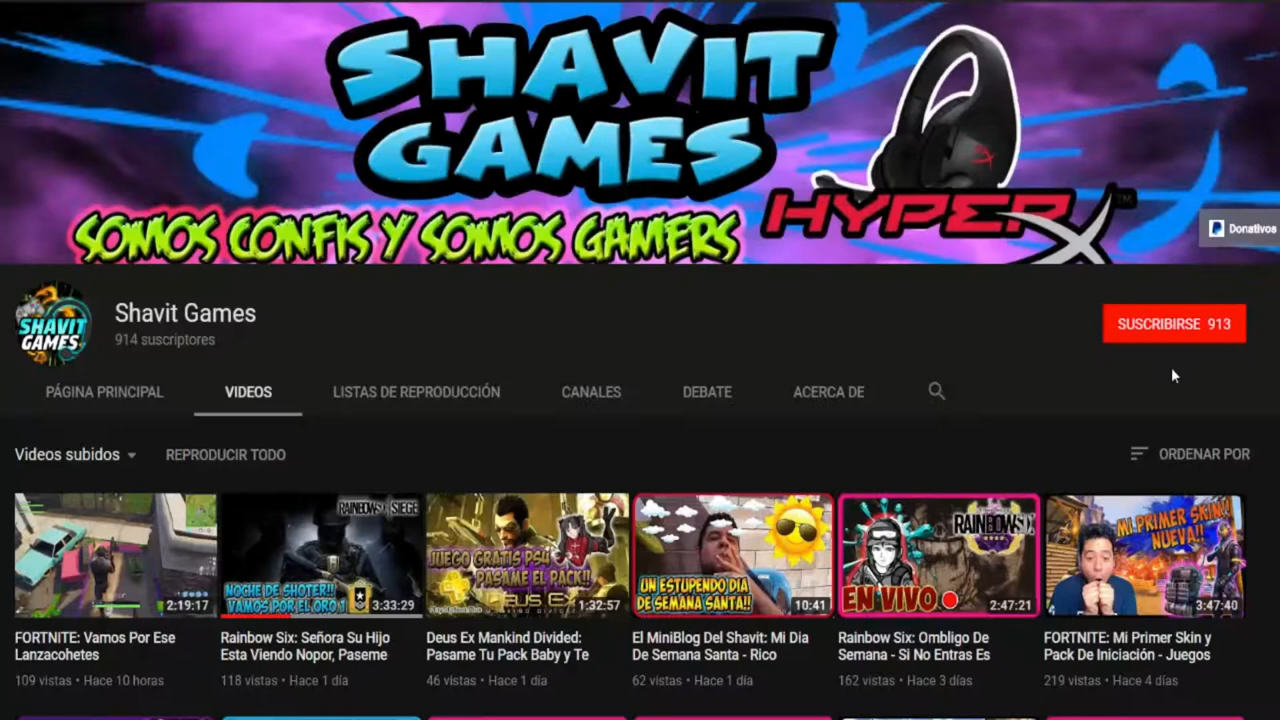 SHAVIT
GAMES
SOMOS CONFIS Y SOMOS GAMERS
HYPERX
TM
Donativos
SHAVIT
GAMES
Shavit Games
914 suscriptores
SUSCRIBIRSE 913
PÁGINA PRINCIPAL
VIDEOS
LISTAS DE REPRODUCCIÓN
CANALES
DEBATE
ACERCA DE
Videos subidos
REPRODUCIR TODO
ORDENAR POR
2:19:17
FORTNITE: Vamos Por Ese
Lanzacohetes
109 vistas • Hace 10 horas
RAINBOW SIX SIEGE
NOCHE DE SHOTER!!
VAMOS POR EL ORO 1
3:33:29
Rainbow Six: Señora Su Hijo
Esta Viendo Nopor, Paseme
118 vistas • Hace 1 día
JUEGO GRATIS PS4
PASAME EL PACK!!
DEUS EX
1:32:57
Deus Ex Mankind Divided:
Pasame Tu Pack Baby y Te
46 vistas • Hace 1 día
UN ESTUPENDO DIA
DE SEMANA SANTA!!
10:41
El MiniBlog Del Shavit: Mi Dia
De Semana Santa - Rico
62 vistas • Hace 1 día
RAINBOW SIX
EN VIVO
2:47:21
Rainbow Six: Ombligo De
Semana - Si No Entras Es
162 vistas • Hace 3 días
MI PRIMER SKIN!!
NUEVA!!
3:47:40
FORTNITE: Mi Primer Skin y
Pack De Iniciación - Juegos
219 vistas • Hace 4 días